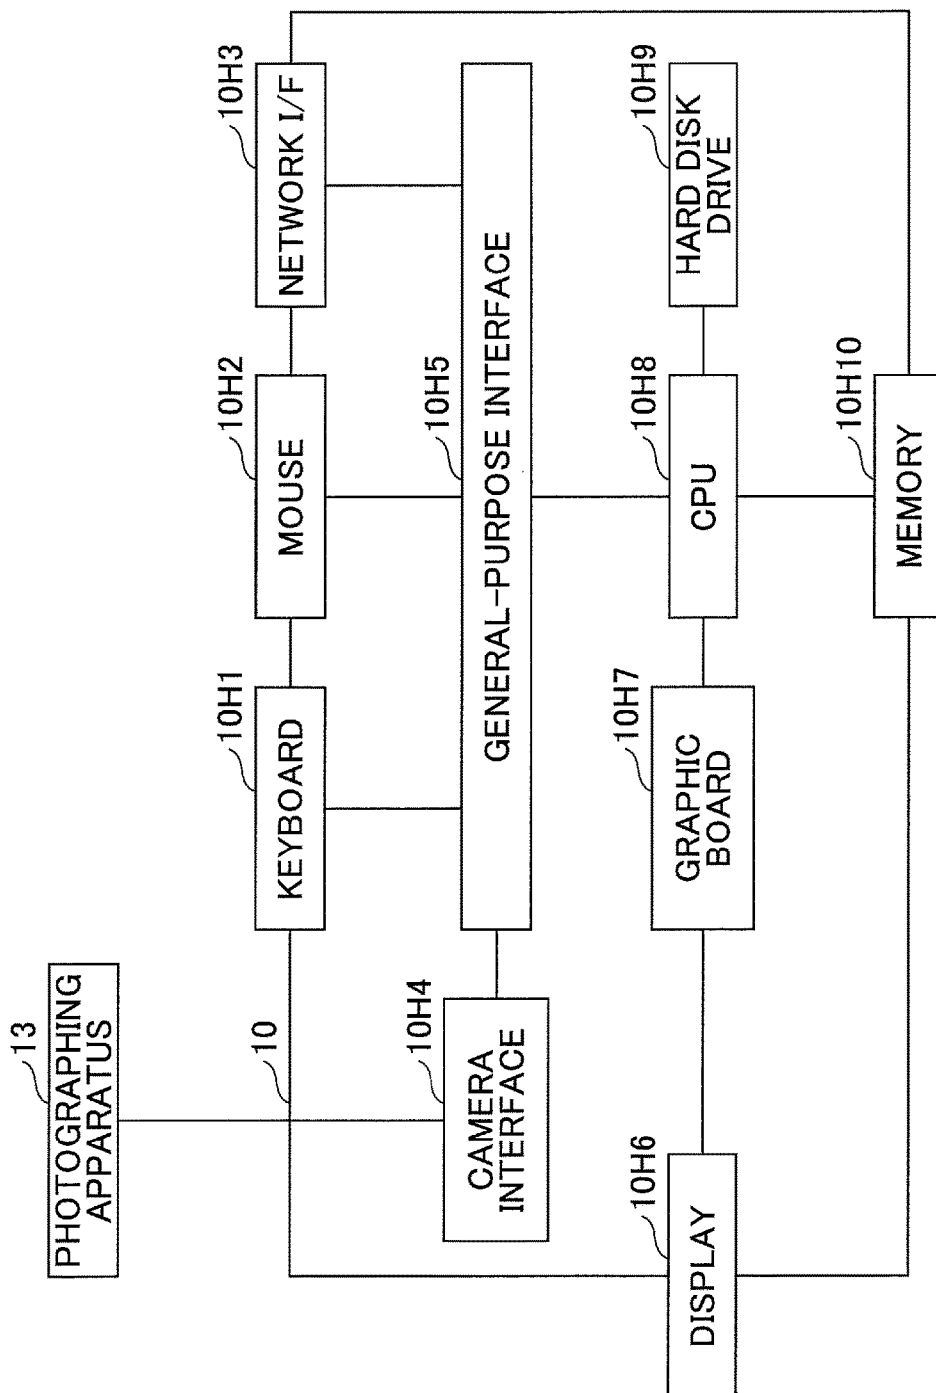 13
PHOTOGRAPHING
APPARATUS
10
10H1
KEYBOARD
10H2
MOUSE
10H3
NETWORK I/F
10H4
CAMERA
INTERFACE
10H5
GENERAL-PURPOSE INTERFACE
10H6
DISPLAY
10H7
GRAPHIC
BOARD
10H8
CPU
10H9
HARD DISK
DRIVE
10H10
MEMORY